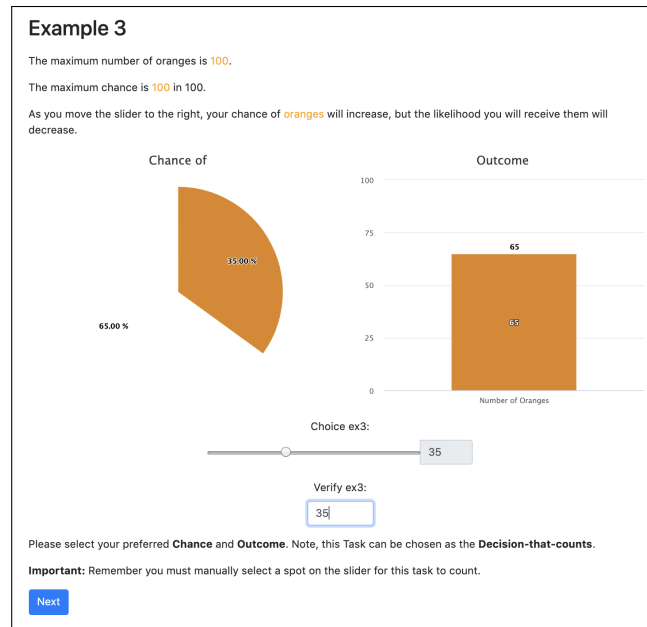 Example 3
The maximum number of oranges is 100.
The maximum chance is 100 in 100.
As you move the slider to the right, your chance of oranges will increase, but the likelihood you will receive them will
decrease.
Chance of
35.00 %
65.00 %
Outcome
100
75
50
25
0
65
65
Number of Oranges
Choice ex3:
35
Verify ex3:
35
Please select your preferred Chance and Outcome. Note, this Task can be chosen as the Decision-that-counts.
Important: Remember you must manually select a spot on the slider for this task to count.
Next